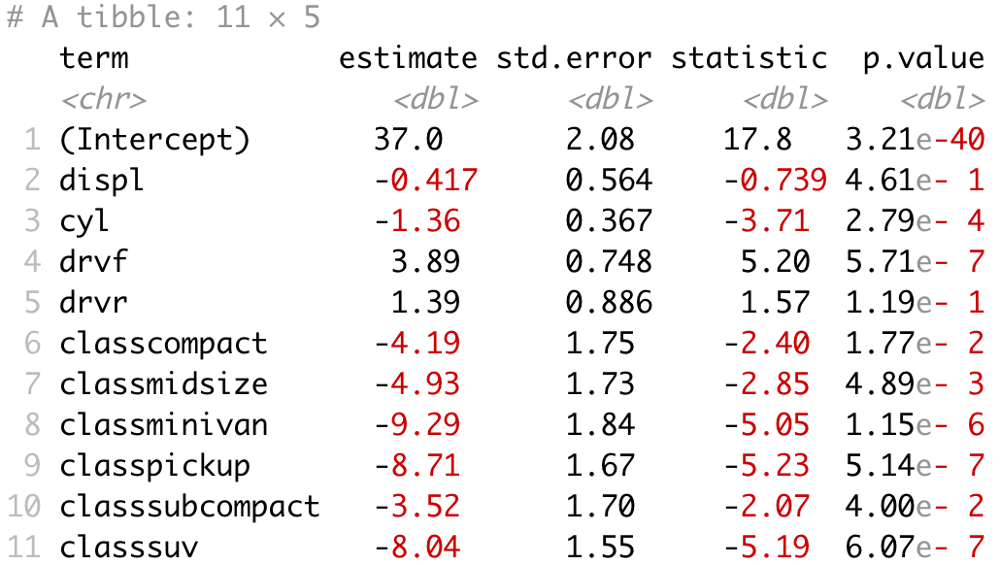 # A tibble: 11 × 5
term estimate std.error statistic p.value
<chr> <dbl> <dbl> <dbl> <dbl>
1 (Intercept) 37.0 2.08 17.8 3.21e-40
2 displ -0.417 0.564 -0.739 4.61e- 1
3 cyl -1.36 0.367 -3.71 2.79e- 4
4 drvf 3.89 0.748 5.20 5.71e- 7
5 drvr 1.39 0.886 1.57 1.19e- 1
6 classcompact -4.19 1.75 -2.40 1.77e- 2
7 classmidsize -4.93 1.73 -2.85 4.89e- 3
8 classminivan -9.29 1.84 -5.05 1.15e- 6
9 classpickup -8.71 1.67 -5.23 5.14e- 7
10 classsubcompact -3.52 1.70 -2.07 4.00e- 2
11 classsuv -8.04 1.55 -5.19 6.07e- 7